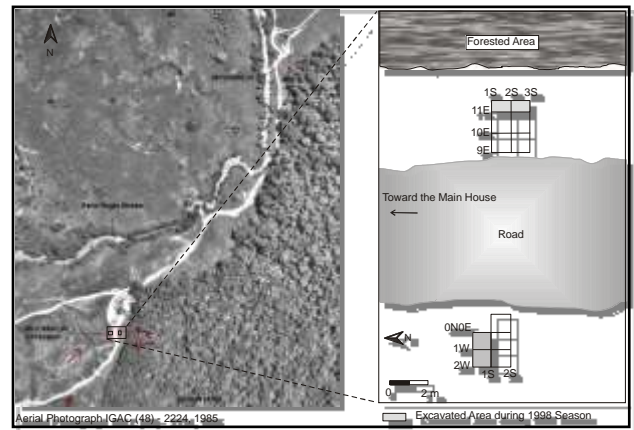 N
Forested Area
1S 2S 3S
11E
10E
9E
Toward the Main House
Road
0N0E
N
1W
2W
1S 2S
0 2 m
Aerial Photograph IGAC (48) - 2224, 1985
Excavated Area during 1998 Season